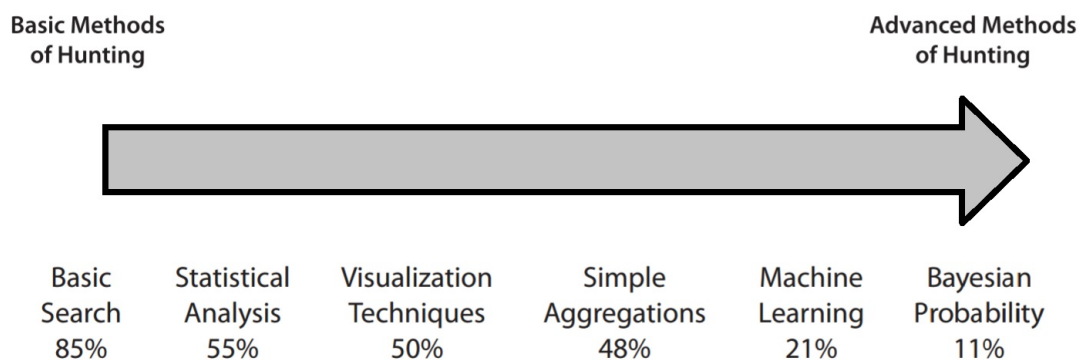 Basic Methods
of Hunting
Advanced Methods
of Hunting
Basic
Search
85%
Statistical
Analysis
55%
Visualization
Techniques
50%
Simple
Aggregations
48%
Machine
Learning
21%
Bayesian
Probability
11%